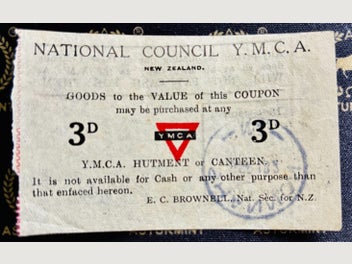 NATIONAL COUNCIL Y.M.C.A.
NEW ZEALAND.
GOODS to the VALUE of this COUPON
may be purchased at any
3D YMCA 3D
Y.M.C.A. HUTMENT or CANTEEN.
It is not available for Cash or any other purpose than
that enfaced hereon.
E. C. BROWNELL, Nat. Sec. for N.Z.